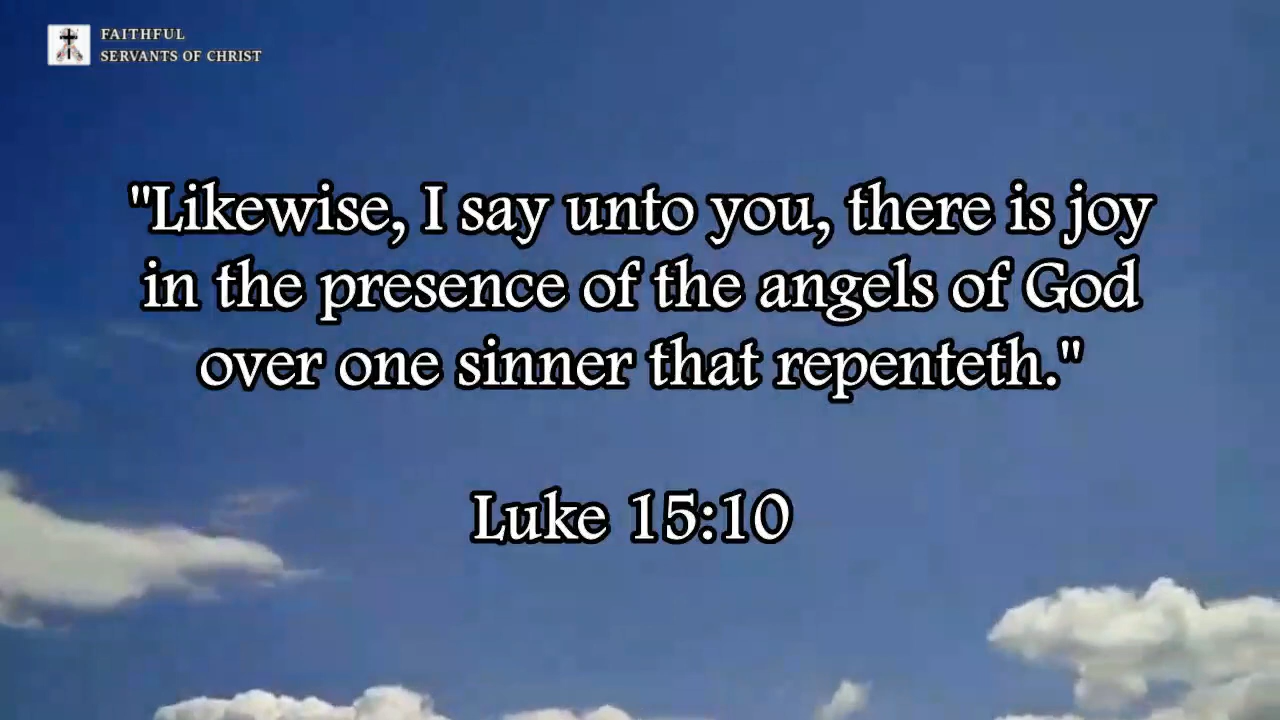 FAITHFUL
SERVANTS OF CHRIST
"Likewise, I say unto you, there is joy
in the presence of the angels of God
over one sinner that repenteth."
Luke 15:10